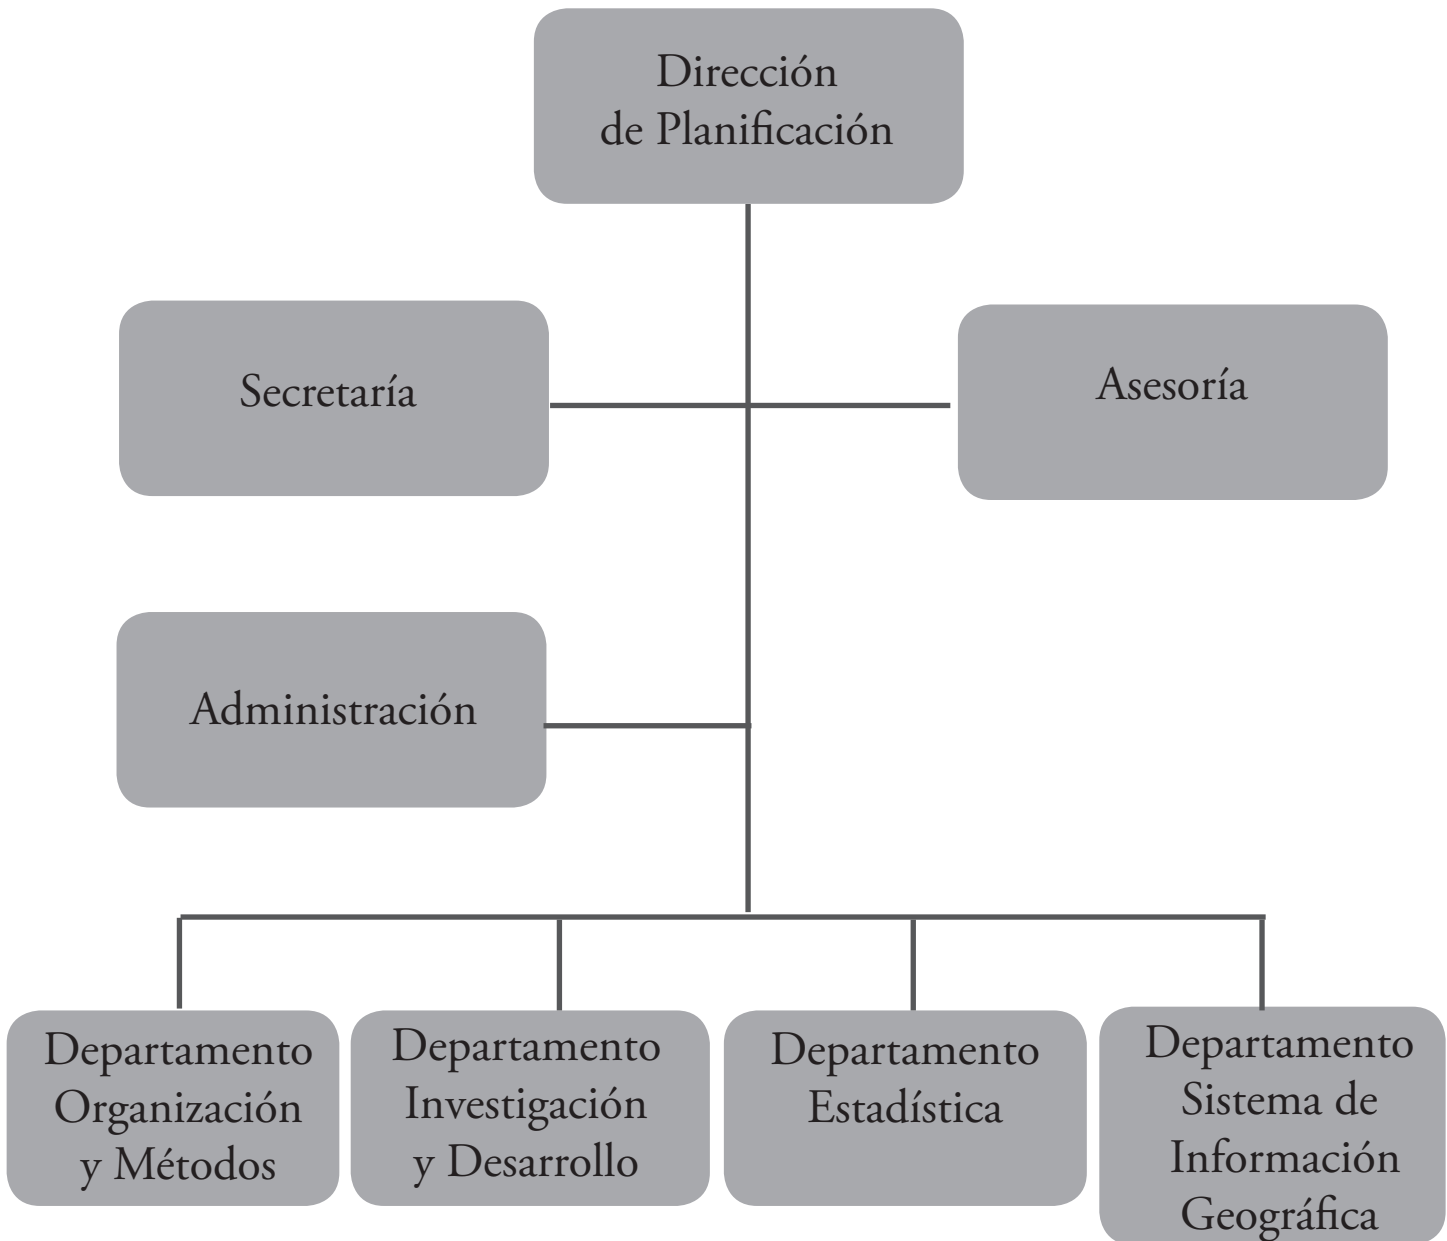 Dirección
de Planificación
Secretaría
Asesoría
Administración
Departamento
Organización
y Métodos
Departamento
Investigación
y Desarrollo
Departamento
Estadística
Departamento
Sistema de
Información
Geográfica